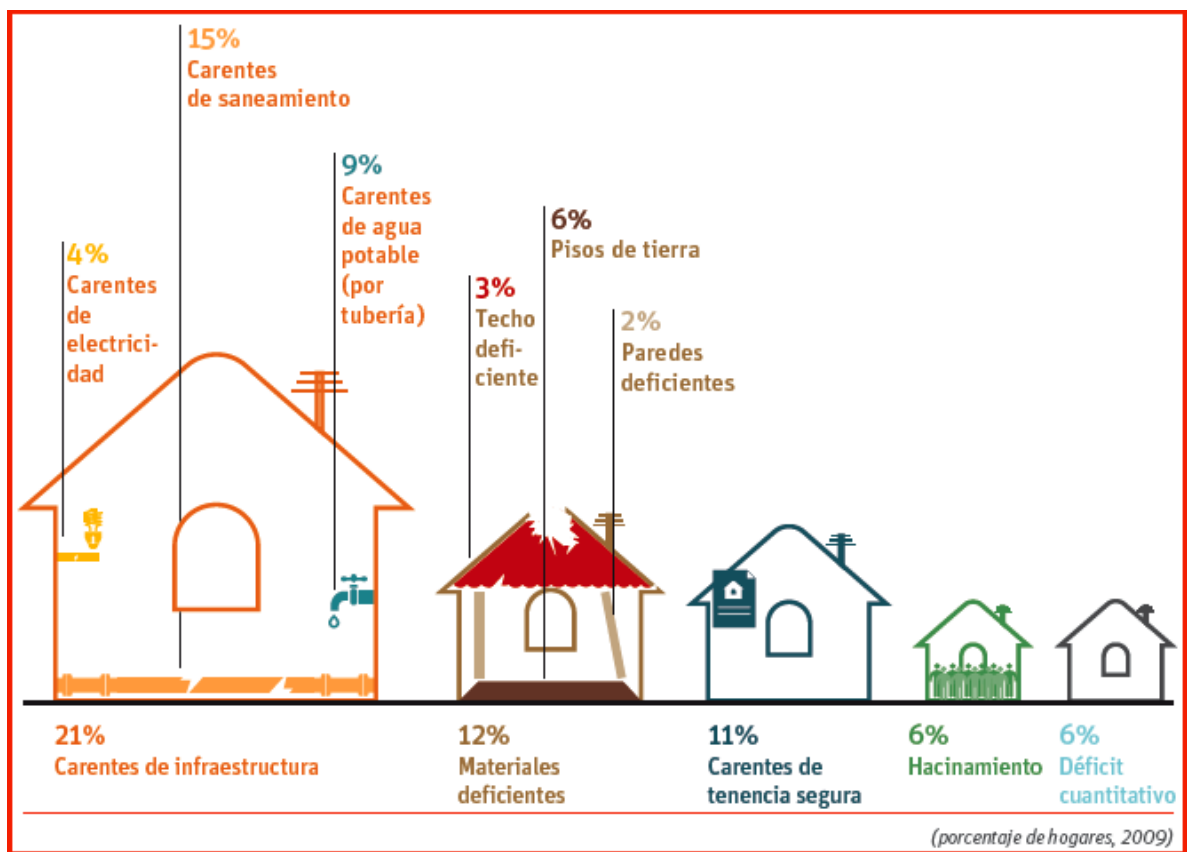 15%
Carentes
de saneamiento
9%
Carentes
de agua
potable
(por
tubería)
4%
Carentes
de
electrici-
dad
6%
Pisos de tierra
3%
Techo
defi-
ciente
2%
Paredes
deficientes
21%
Carentes de infraestructura
12%
Materiales
deficientes
11%
Carentes de
tenencia segura
6%
Hacinamiento
6%
Déficit
cuantitativo
(porcentaje de hogares, 2009)